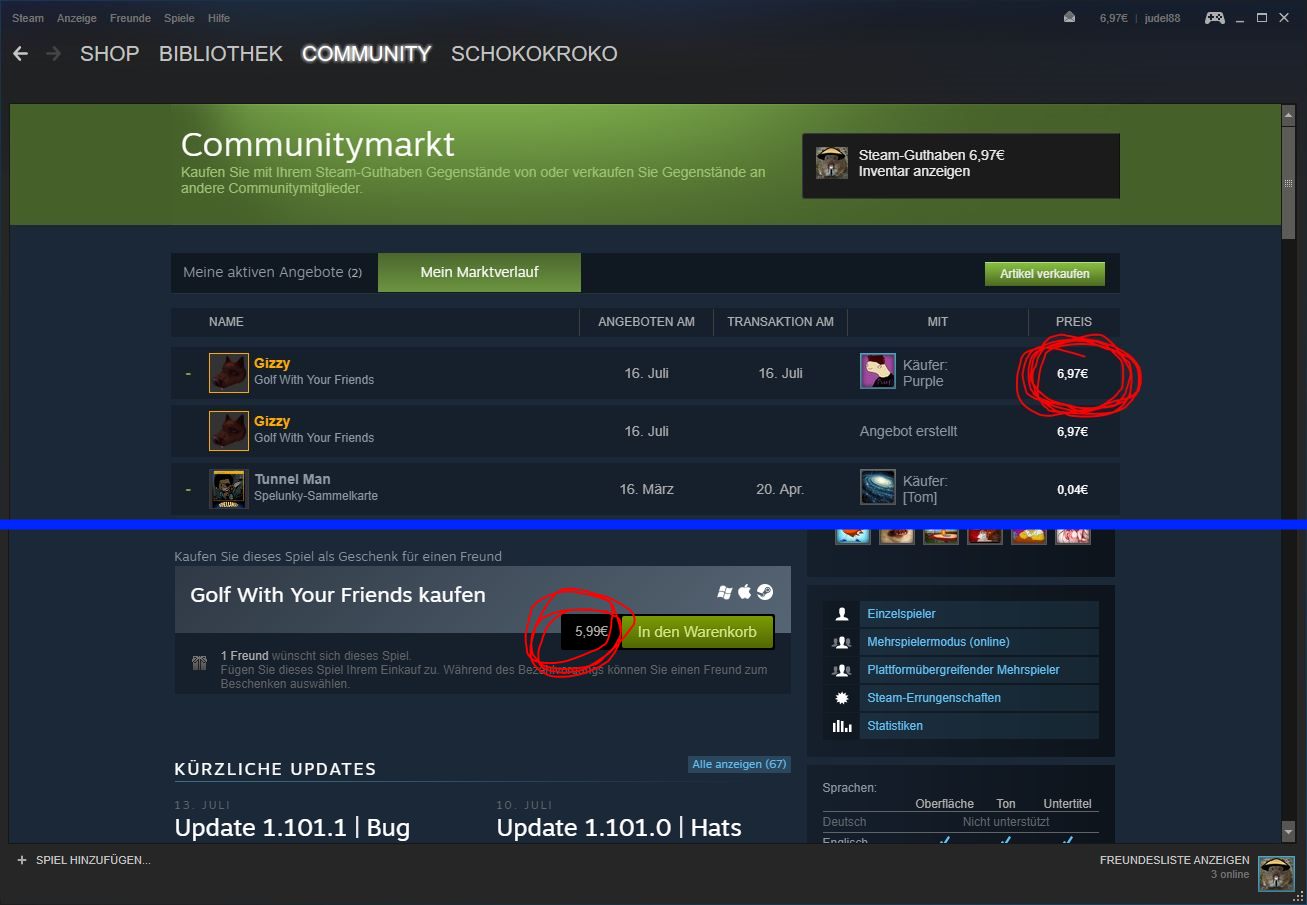 Steam Anzeige Freunde Spiele Hilfe 6,97€ | judel88
SHOP BIBLIOTHEK COMMUNITY SCHOKOKROKO
Communitymarkt
Kaufen Sie mit Ihrem Steam-Guthaben Gegenstände von oder verkaufen Sie Gegenstände an
andere Communitymitglieder.
Steam-Guthaben 6,97€
Inventar anzeigen
Meine aktiven Angebote (2) Mein Marktverlauf Artikel verkaufen
NAME ANGEBOTEN AM TRANSAKTION AM MIT PREIS
- Gizzy
Golf With Your Friends
16. Juli 16. Juli Käufer:
Purple
6,97€
Gizzy
Golf With Your Friends
16. Juli Angebot erstellt 6,97€
- Tunnel Man
Spelunky-Sammelkarte
16. März 20. Apr. Käufer:
[Tom]
0,04€
Kaufen Sie dieses Spiel als Geschenk für einen Freund
Golf With Your Friends kaufen
5,99€ In den Warenkorb
1 Freund wünscht sich dieses Spiel.
Fügen Sie dieses Spiel Ihrem Einkauf zu. Während des Bezahlvorgangs können Sie einen Freund zum
Beschenken auswählen.
Einzelspieler
Mehrspielermodus (online)
Plattformübergreifender Mehrspieler
Steam-Errungenschaften
Statistiken
KÜRZLICHE UPDATES Alle anzeigen (67)
13. JULI
Update 1.101.1 | Bug
10. JULI
Update 1.101.0 | Hats
Sprachen:
Oberfläche Ton Untertitel
Deutsch Nicht unterstützt
Englisch
+ SPIEL HINZUFÜGEN...
FREUNDESLISTE ANZEIGEN
3 online